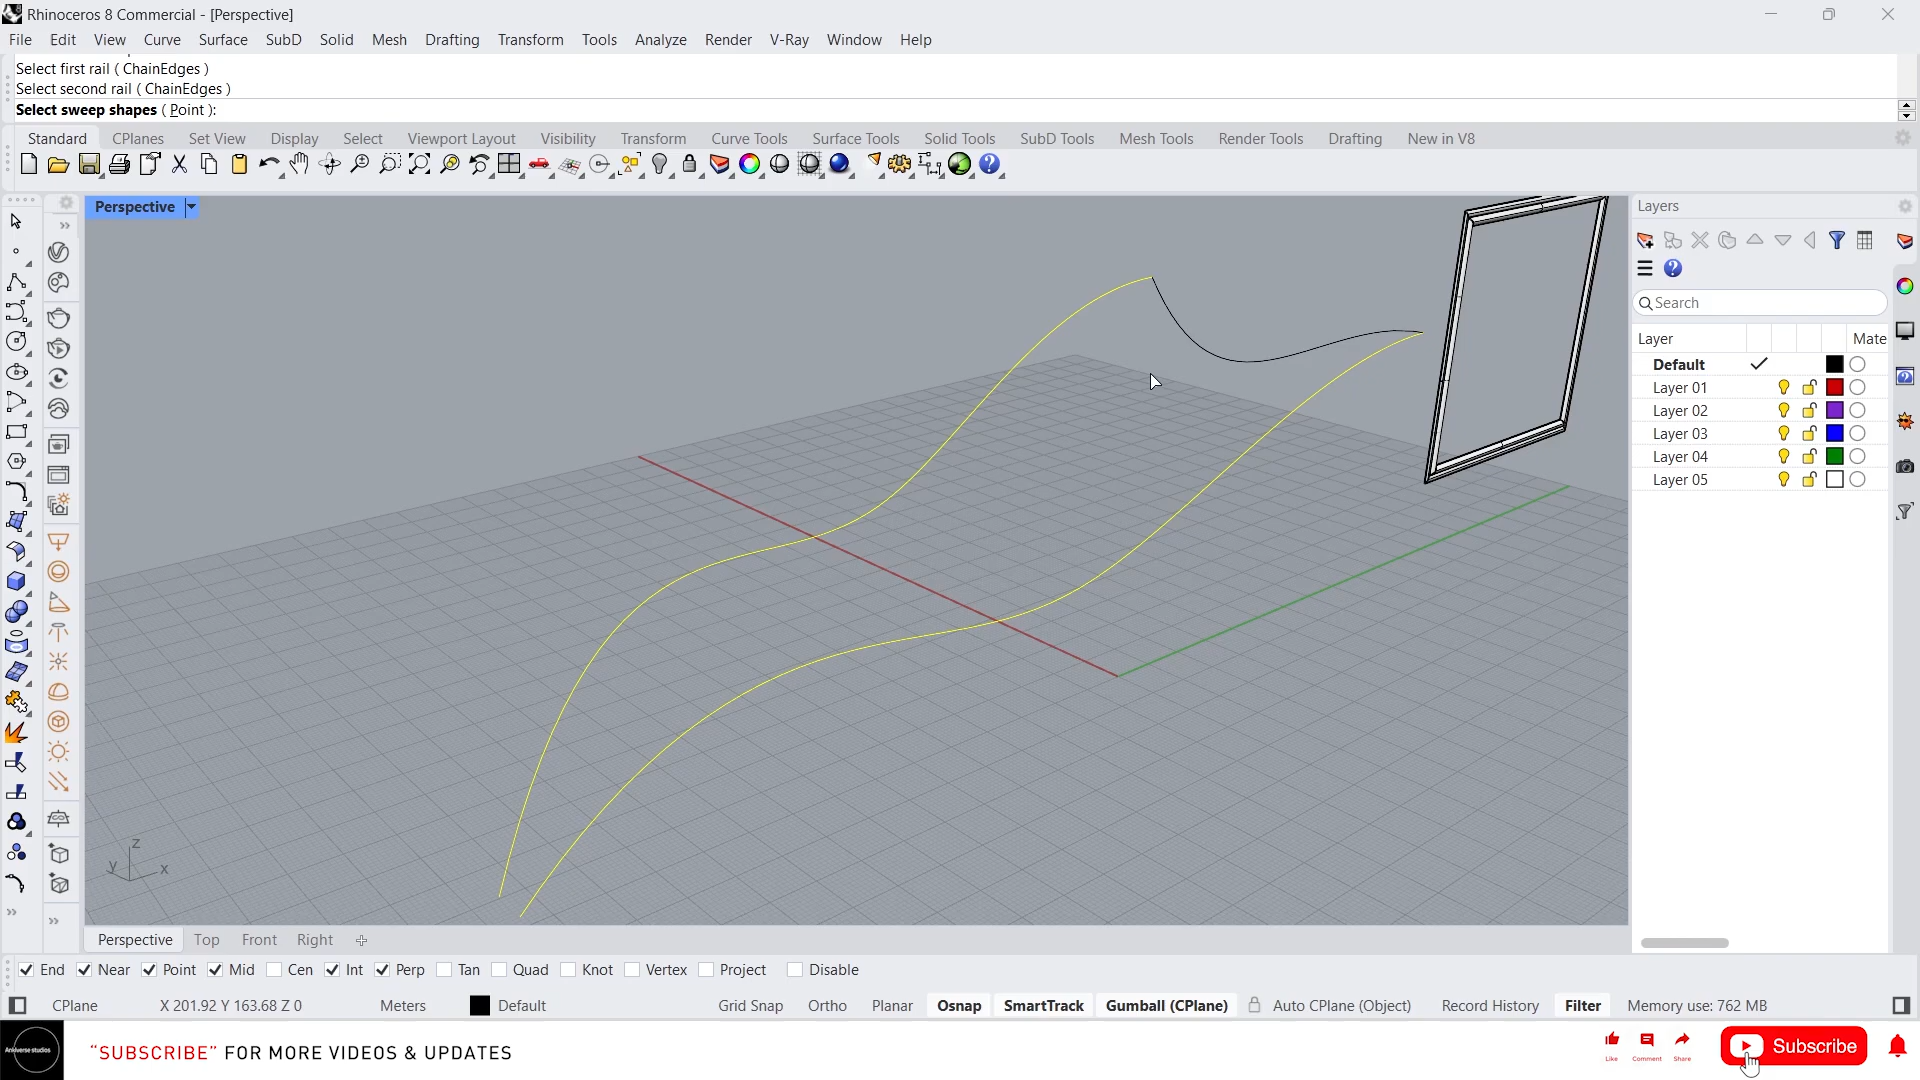 Rhinoceros 8 Commercial - [Perspective]
File Edit View Curve Surface SubD Solid Mesh Drafting Transform Tools Analyze Render V-Ray Window Help
Select first rail ( ChainEdges )
Select second rail ( ChainEdges )
Select sweep shapes ( Point ):
Standard CPlanes Set View Display Select Viewport Layout Visibility Transform Curve Tools Surface Tools Solid Tools SubD Tools Mesh Tools Render Tools Drafting New in V8
Perspective
Layers
Search
Layer Mate
Default
Layer 01
Layer 02
Layer 03
Layer 04
Layer 05
z
y x
Perspective Top Front Right
End Near Point Mid Cen Int Perp Tan Quad Knot Vertex Project Disable
CPlane X 201.92 Y 163.68 Z 0 Meters Default Grid Snap Ortho Planar Osnap SmartTrack Gumball (CPlane) Auto CPlane (Object) Record History Filter Memory use: 762 MB
"SUBSCRIBE" FOR MORE VIDEOS & UPDATES
Like Comment Share
Subscribe